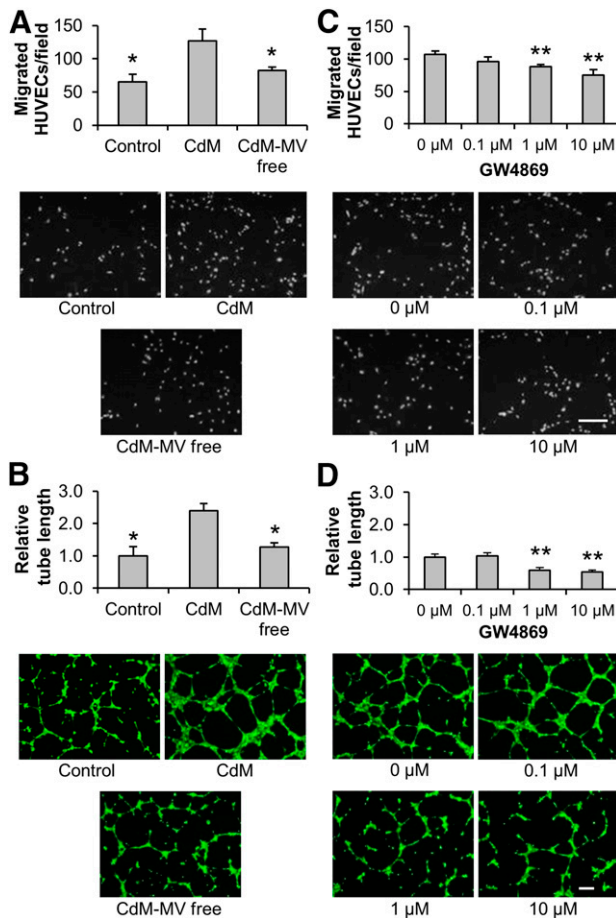 A
Migrated
HUVECs/field
150
100
50
0
*
*
Control
CdM
CdM-MV
free
Control
CdM
CdM-MV free
C
Migrated
HUVECs/field
150
100
50
0
**
**
0 µM
0.1 µM
1 µM
10 µM
GW4869
0 µM
0.1 µM
1 µM
10 µM
B
Relative
tube length
3.0
2.0
1.0
0.0
*
*
Control
CdM
CdM-MV
free
Control
CdM
CdM-MV free
D
Relative
tube length
3.0
2.0
1.0
0.0
**
**
0 µM
0.1 µM
1 µM
10 µM
GW4869
0 µM
0.1 µM
1 µM
10 µM